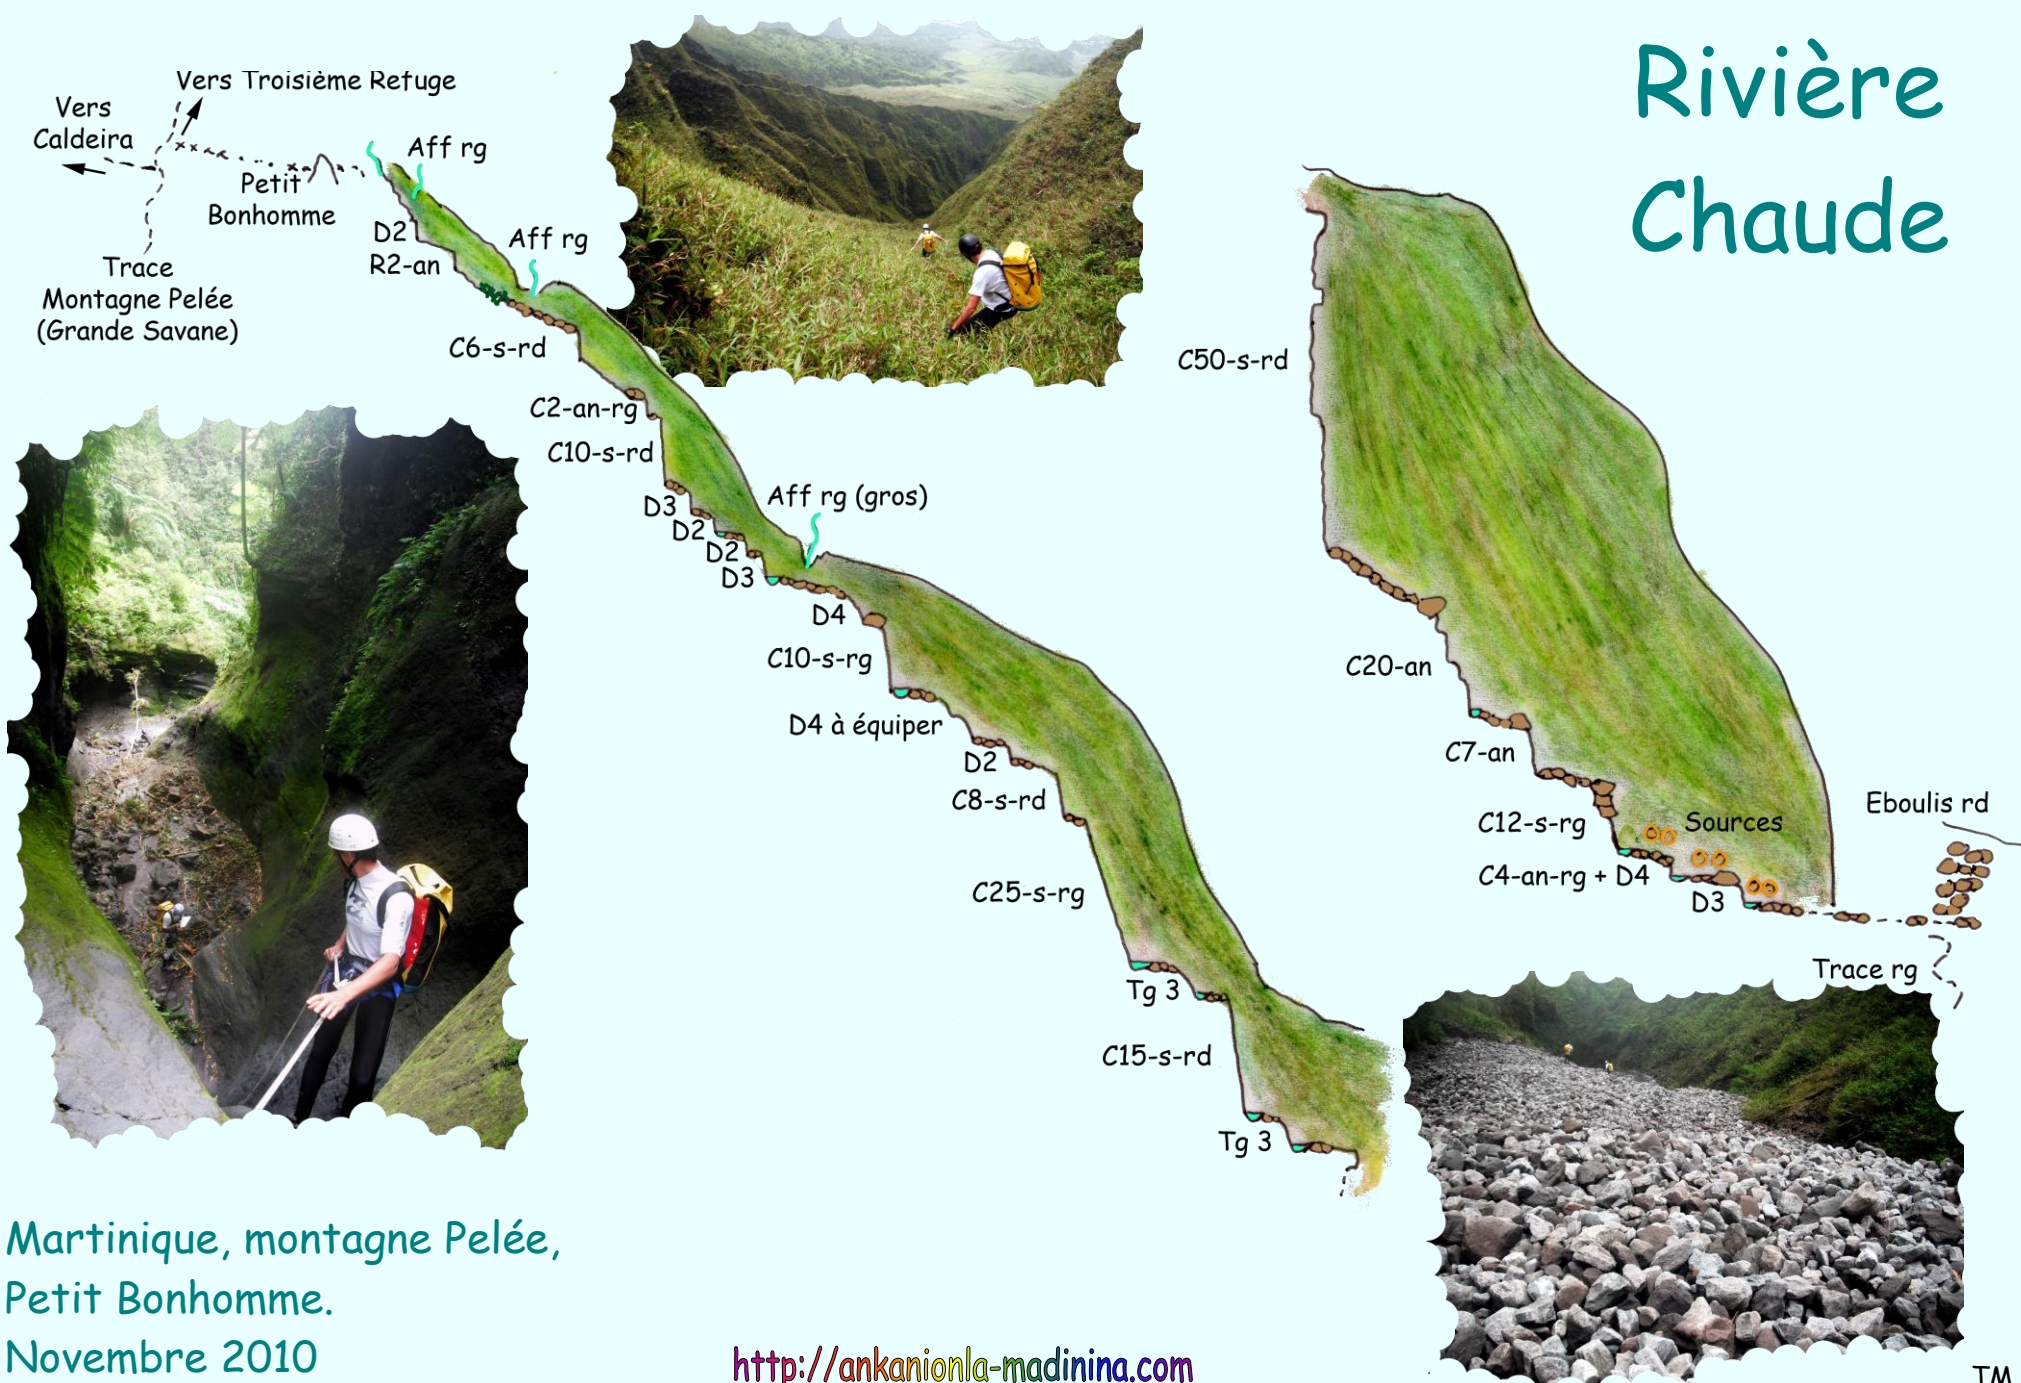 Rivière
Chaude
Vers Troisième Refuge
Vers
Caldeira
Petit
Bonhomme
Trace
Montagne Pelée
(Grande Savane)
Aff rg
D2
R2-an
Aff rg
C6-s-rd
C2-an-rg
C10-s-rd
D3
D2
D2
D3
Aff rg (gros)
D4
C10-s-rg
D4 à équiper
D2
C8-s-rd
C25-s-rg
Tg 3
C15-s-rd
Tg 3
C50-s-rd
C20-an
C7-an
C12-s-rg
Sources
C4-an-rg + D4
D3
Eboulis rd
Trace rg
Martinique, montagne Pelée,
Petit Bonhomme.
Novembre 2010
http://ankanionla-madinina.com
TM